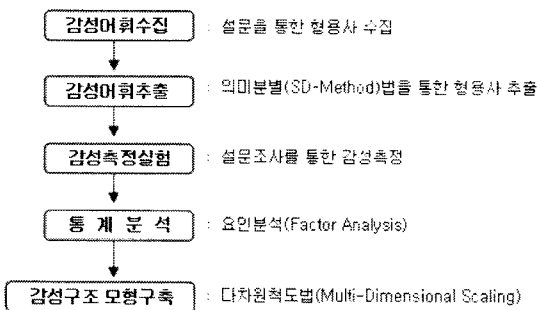 감성어휘수집 : 설문을 통한 형용사 수집
감성어휘추출 : 의미분별(SD-Method)법을 통한 형용사 추출
감성측정실험 : 설문조사를 통한 감성측정
통 계 분 석 : 요인분석(Factor Analysis)
감성구조 모형구축 : 다차원척도법(Multi-Dimensional Scaling)